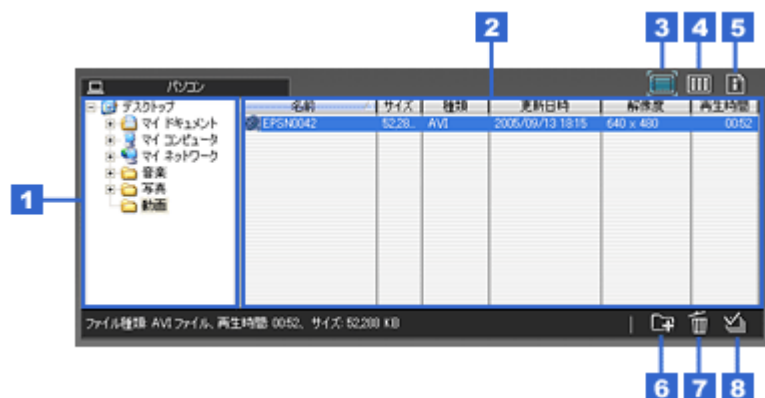 2
3 4 5
パソコン
デスクトップ
マイ ドキュメント
マイ コンピュータ
マイ ネットワーク
音楽
写真
動画
名前 サイズ 種類 更新日時 解像度 再生時間
EPSN0042 52,28... AVI 2005/09/13 18:15 640 x 480 00:52
1
ファイル種類: AVI ファイル、再生時間: 00:52、 サイズ: 52,288 KB
6 7 8